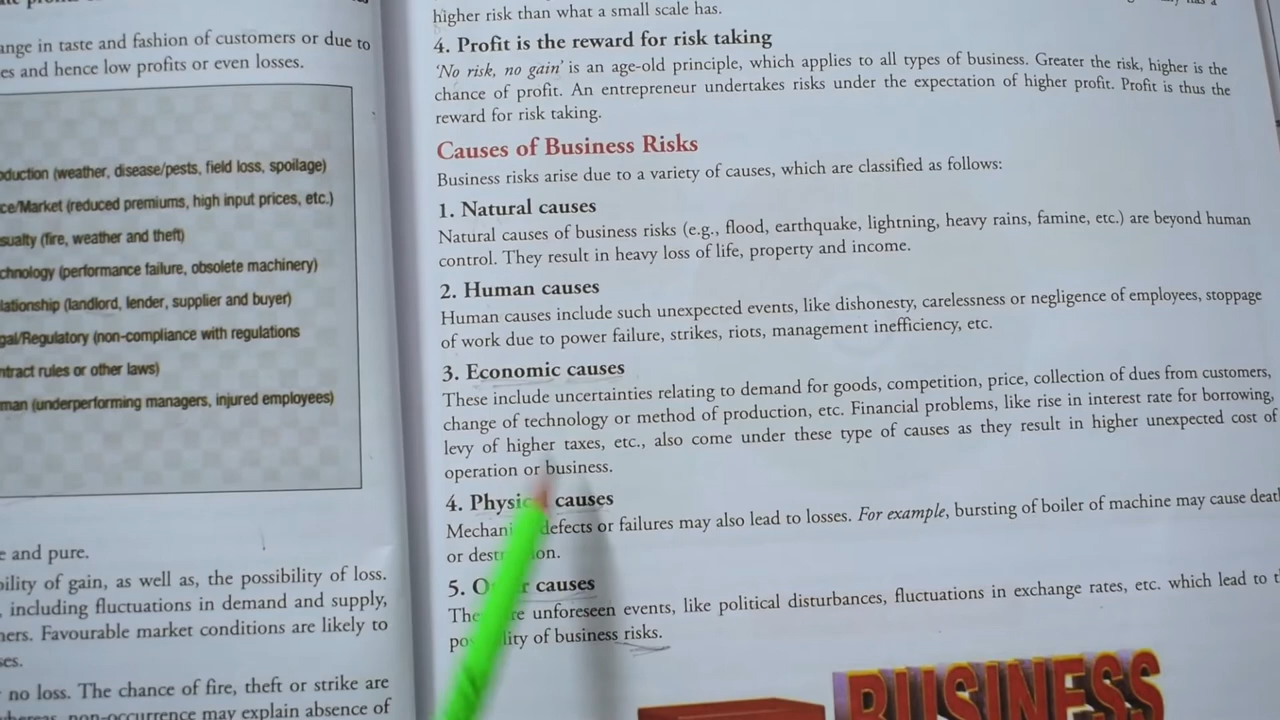 ange in taste and fashion of customers or due to
es and hence low profits or even losses.
(weather, disease/pests, field loss, spoilage)
(reduced premiums, high input prices, etc.)
(fire, weather and theft)
(performance failure, obsolete machinery)
(landlord, lender, supplier and buyer)
gal/Regulatory (non-compliance with regulations
ntract rules or other laws)
man (underperforming managers, injured employees)
e and pure.
bility of gain, as well as, the possibility of loss.
, including fluctuations in demand and supply,
ners. Favourable market conditions are likely to
ses.
no loss. The chance of fire, theft or strike are
non-occurrence may explain absence of
higher risk than what a small scale has.
4. Profit is the reward for risk taking
'No risk, no gain' is an age-old principle, which applies to all types of business. Greater the risk, higher is the
chance of profit. An entrepreneur undertakes risks under the expectation of higher profit. Profit is thus the
reward for risk taking.
Causes of Business Risks
Business risks arise due to a variety of causes, which are classified as follows:
1. Natural causes
Natural causes of business risks (e.g., flood, earthquake, lightning, heavy rains, famine, etc.) are beyond human
control. They result in heavy loss of life, property and income.
2. Human causes
Human causes include such unexpected events, like dishonesty, carelessness or negligence of employees, stoppage
of work due to power failure, strikes, riots, management inefficiency, etc.
3. Economic causes
These include uncertainties relating to demand for goods, competition, price, collection of dues from customers,
change of technology or method of production, etc. Financial problems, like rise in interest rate for borrowing,
levy of higher taxes, etc., also come under these type of causes as they result in higher unexpected cost of
operation or business.
4. Physical causes
defects or failures may also lead to losses. For example, bursting of boiler of machine may cause deat
or
5. causes
unforeseen events, like political disturbances, fluctuations in exchange rates, etc. which lead to
of business risks.
BUSINESS